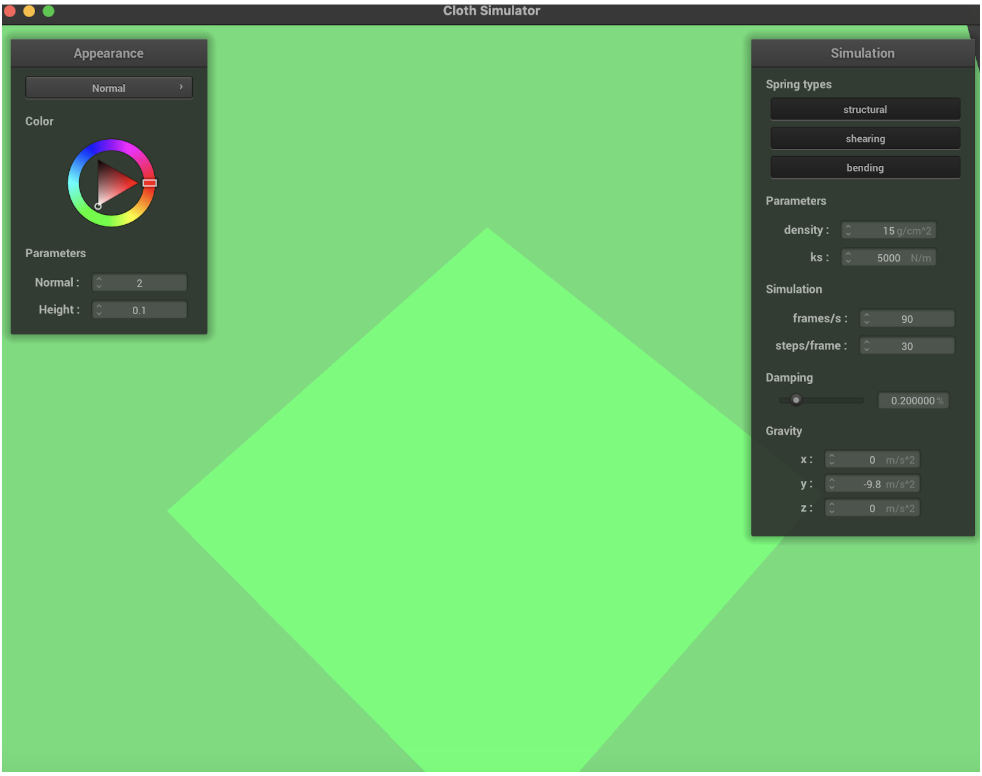 Cloth Simulator
Appearance
Normal
Color
Parameters
Normal : 2
Height : 0.1
Simulation
Spring types
structural
shearing
bending
Parameters
density : 15 g/cm^2
ks : 5000 N/m
Simulation
frames/s : 90
steps/frame : 30
Damping
0.200000 %
Gravity
x : 0 m/s^2
y : -9.8 m/s^2
z : 0 m/s^2